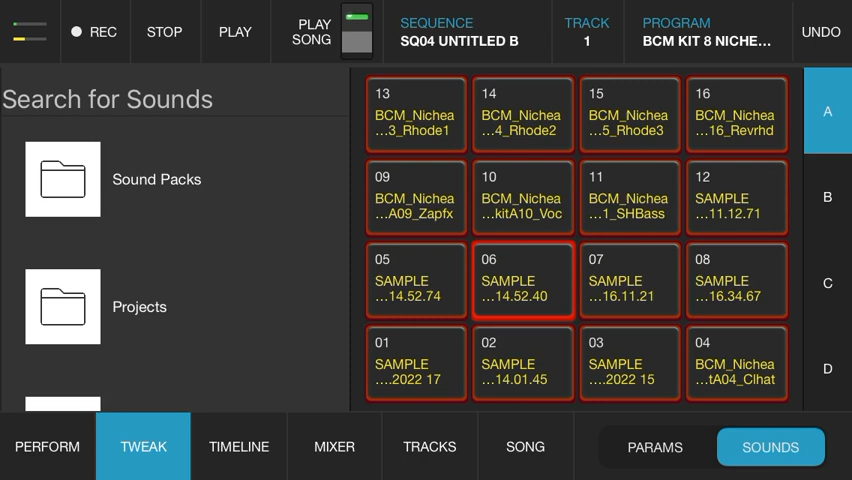 REC
STOP
PLAY
PLAY
SONG
SEQUENCE
SQ04 UNTITLED B
TRACK
1
PROGRAM
BCM KIT 8 NICHE...
UNDO
Search for Sounds
Sound Packs
Projects
13
BCM_Nichea
...3_Rhode1
14
BCM_Nichea
...4_Rhode2
15
BCM_Nichea
...5_Rhode3
16
BCM_Nichea
...16_Revrhd
09
BCM_Nichea
...A09_Zapfx
10
BCM_Nichea
...kitA10_Voc
11
BCM_Nichea
...1_SHBass
12
SAMPLE
...11.12.71
05
SAMPLE
...14.52.74
06
SAMPLE
...14.52.40
07
SAMPLE
...16.11.21
08
SAMPLE
...16.34.67
01
SAMPLE
....2022 17
02
SAMPLE
...14.01.45
03
SAMPLE
....2022 15
04
BCM_Nichea
...tA04_Clhat
A
B
C
D
PERFORM
TWEAK
TIMELINE
MIXER
TRACKS
SONG
PARAMS
SOUNDS